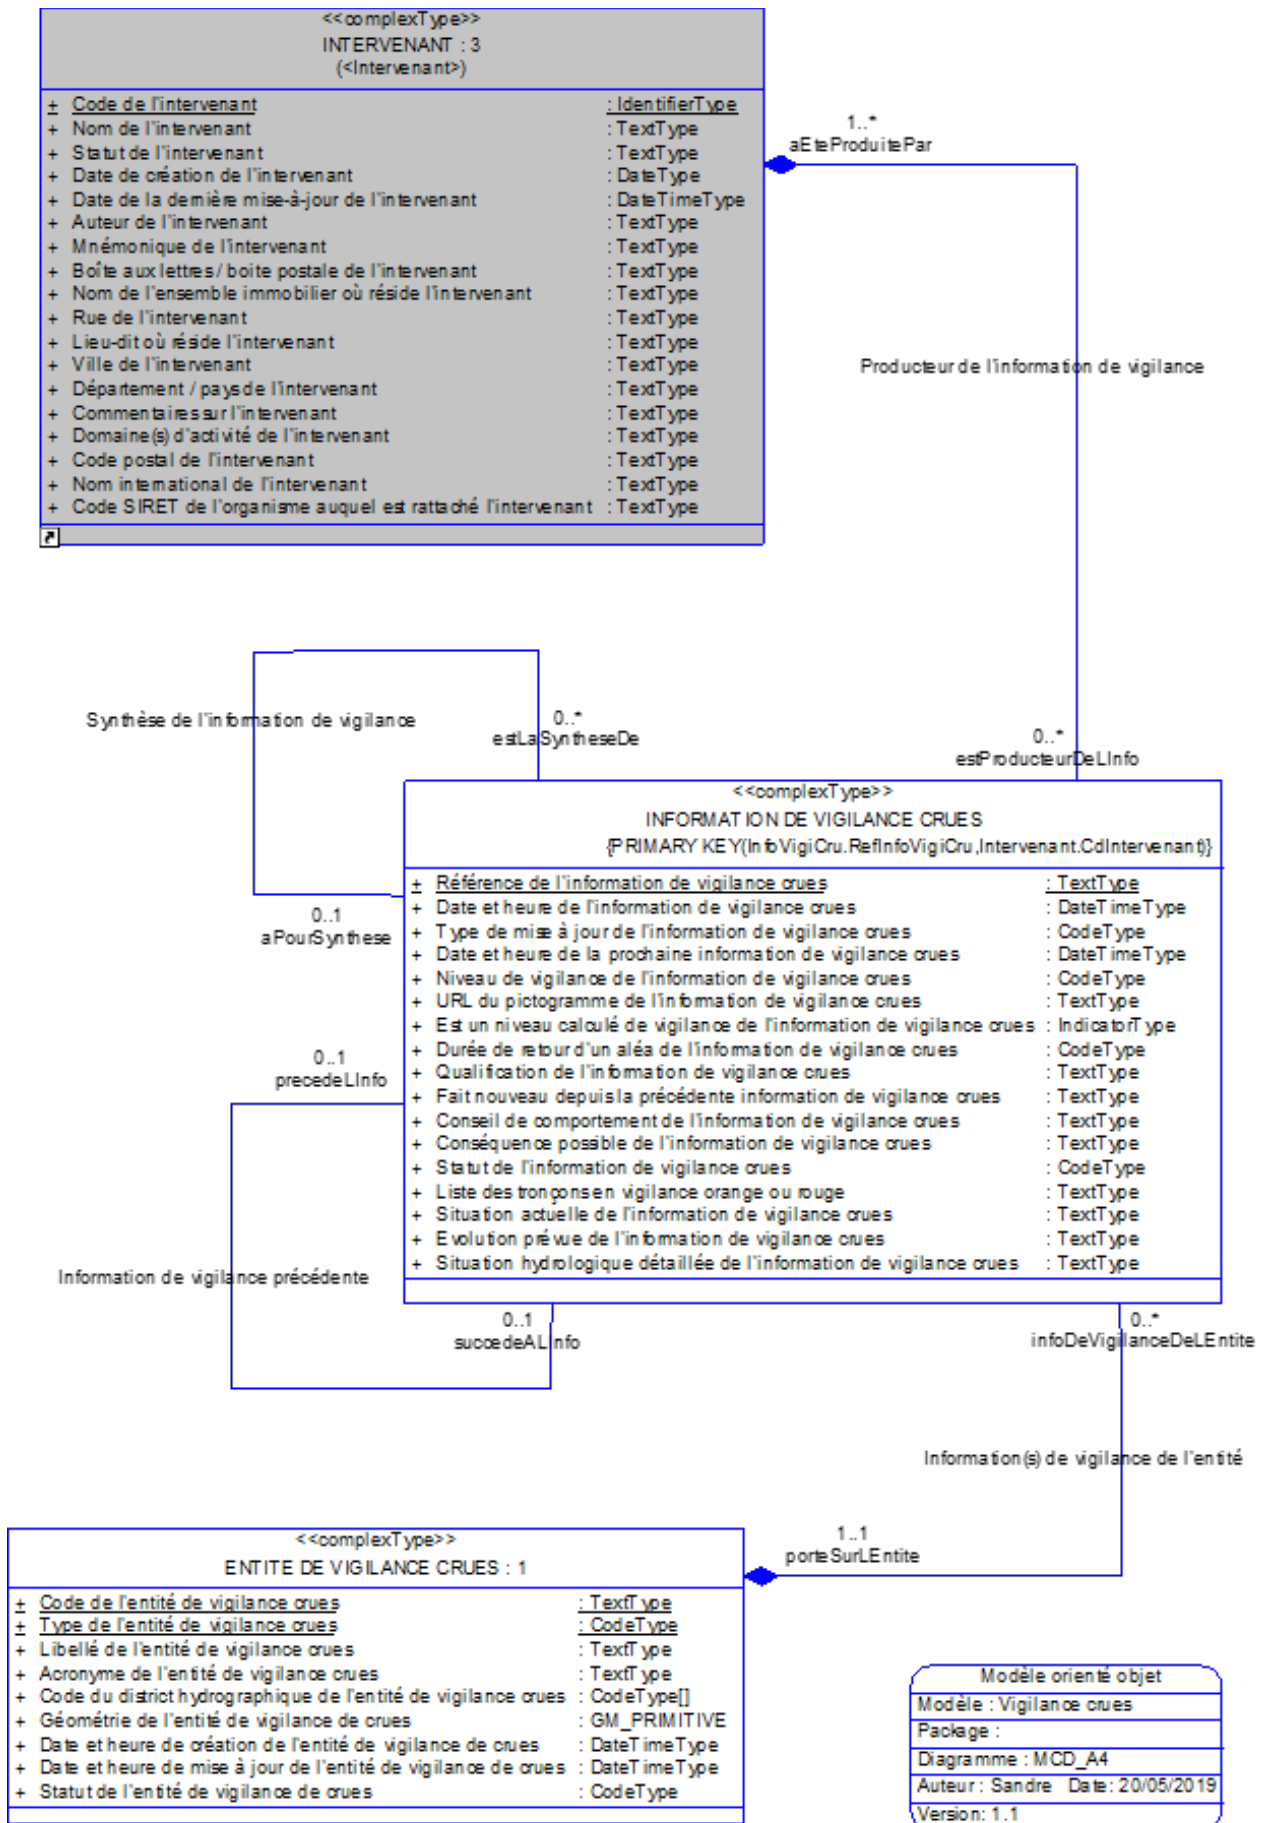 <<complexType>>
INTERVENANT : 3
(<Intervenant>)
+ Code de l'intervenant : IdentifierType
+ Nom de l'intervenant : TextType
+ Statut de l'intervenant : TextType
+ Date de création de l'intervenant : DateType
+ Date de la dernière mise-à-jour de l'intervenant : DateTimeType
+ Auteur de l'intervenant : TextType
+ Mnémonique de l'intervenant : TextType
+ Boîte aux lettres / boite postale de l'intervenant : TextType
+ Nom de l'ensemble immobilier où réside l'intervenant : TextType
+ Rue de l'intervenant : TextType
+ Lieu-dit où réside l'intervenant : TextType
+ Ville de l'intervenant : TextType
+ Département / pays de l'intervenant : TextType
+ Commentaires sur l'intervenant : TextType
+ Domaine(s) d'activité de l'intervenant : TextType
+ Code postal de l'intervenant : TextType
+ Nom international de l'intervenant : TextType
+ Code SIRET de l'organisme auquel est rattaché l'intervenant : TextType
1..*
aEteProduitePar
Producteur de l'information de vigilance
0..*
estProducteurDeLInfo
Synthèse de l'information de vigilance
0..*
estLaSyntheseDe
0..1
aPourSynthese
<<complexType>>
INFORMATION DE VIGILANCE CRUES
{PRIMARY KEY(InfoVigiCru.RefInfoVigiCru,Intervenant.CdIntervenant)}
+ Référence de l'information de vigilance crues : TextType
+ Date et heure de l'information de vigilance crues : DateTimeType
+ Type de mise à jour de l'information de vigilance crues : CodeType
+ Date et heure de la prochaine information de vigilance crues : DateTimeType
+ Niveau de vigilance de l'information de vigilance crues : CodeType
+ URL du pictogramme de l'information de vigilance crues : TextType
+ Est un niveau calculé de vigilance de l'information de vigilance crues : IndicatorType
+ Durée de retour d'un aléa de l'information de vigilance crues : CodeType
+ Qualification de l'information de vigilance crues : TextType
+ Fait nouveau depuis la précédente information de vigilance crues : TextType
+ Conseil de comportement de l'information de vigilance crues : TextType
+ Conséquence possible de l'information de vigilance crues : TextType
+ Statut de l'information de vigilance crues : CodeType
+ Liste des tronçons en vigilance orange ou rouge : TextType
+ Situation actuelle de l'information de vigilance crues : TextType
+ Evolution prévue de l'information de vigilance crues : TextType
+ Situation hydrologique détaillée de l'information de vigilance crues : TextType
0..1
precedeLInfo
Information de vigilance précédente
0..1
succedeALInfo
0..*
infoDeVigilanceDeLEntite
Information(s) de vigilance de l'entité
1..1
porteSurLEntite
<<complexType>>
ENTITE DE VIGILANCE CRUES : 1
+ Code de l'entité de vigilance crues : TextType
+ Type de l'entité de vigilance crues : CodeType
+ Libellé de l'entité de vigilance crues : TextType
+ Acronyme de l'entité de vigilance crues : TextType
+ Code du district hydrographique de l'entité de vigilance crues : CodeType[]
+ Géométrie de l'entité de vigilance de crues : GM_PRIMITIVE
+ Date et heure de création de l'entité de vigilance de crues : DateTimeType
+ Date et heure de mise à jour de l'entité de vigilance de crues : DateTimeType
+ Statut de l'entité de vigilance de crues : CodeType
Modèle orienté objet
Modèle : Vigilance crues
Package :
Diagramme : MCD_A4
Auteur : Sandre Date: 20/05/2019
Version: 1.1